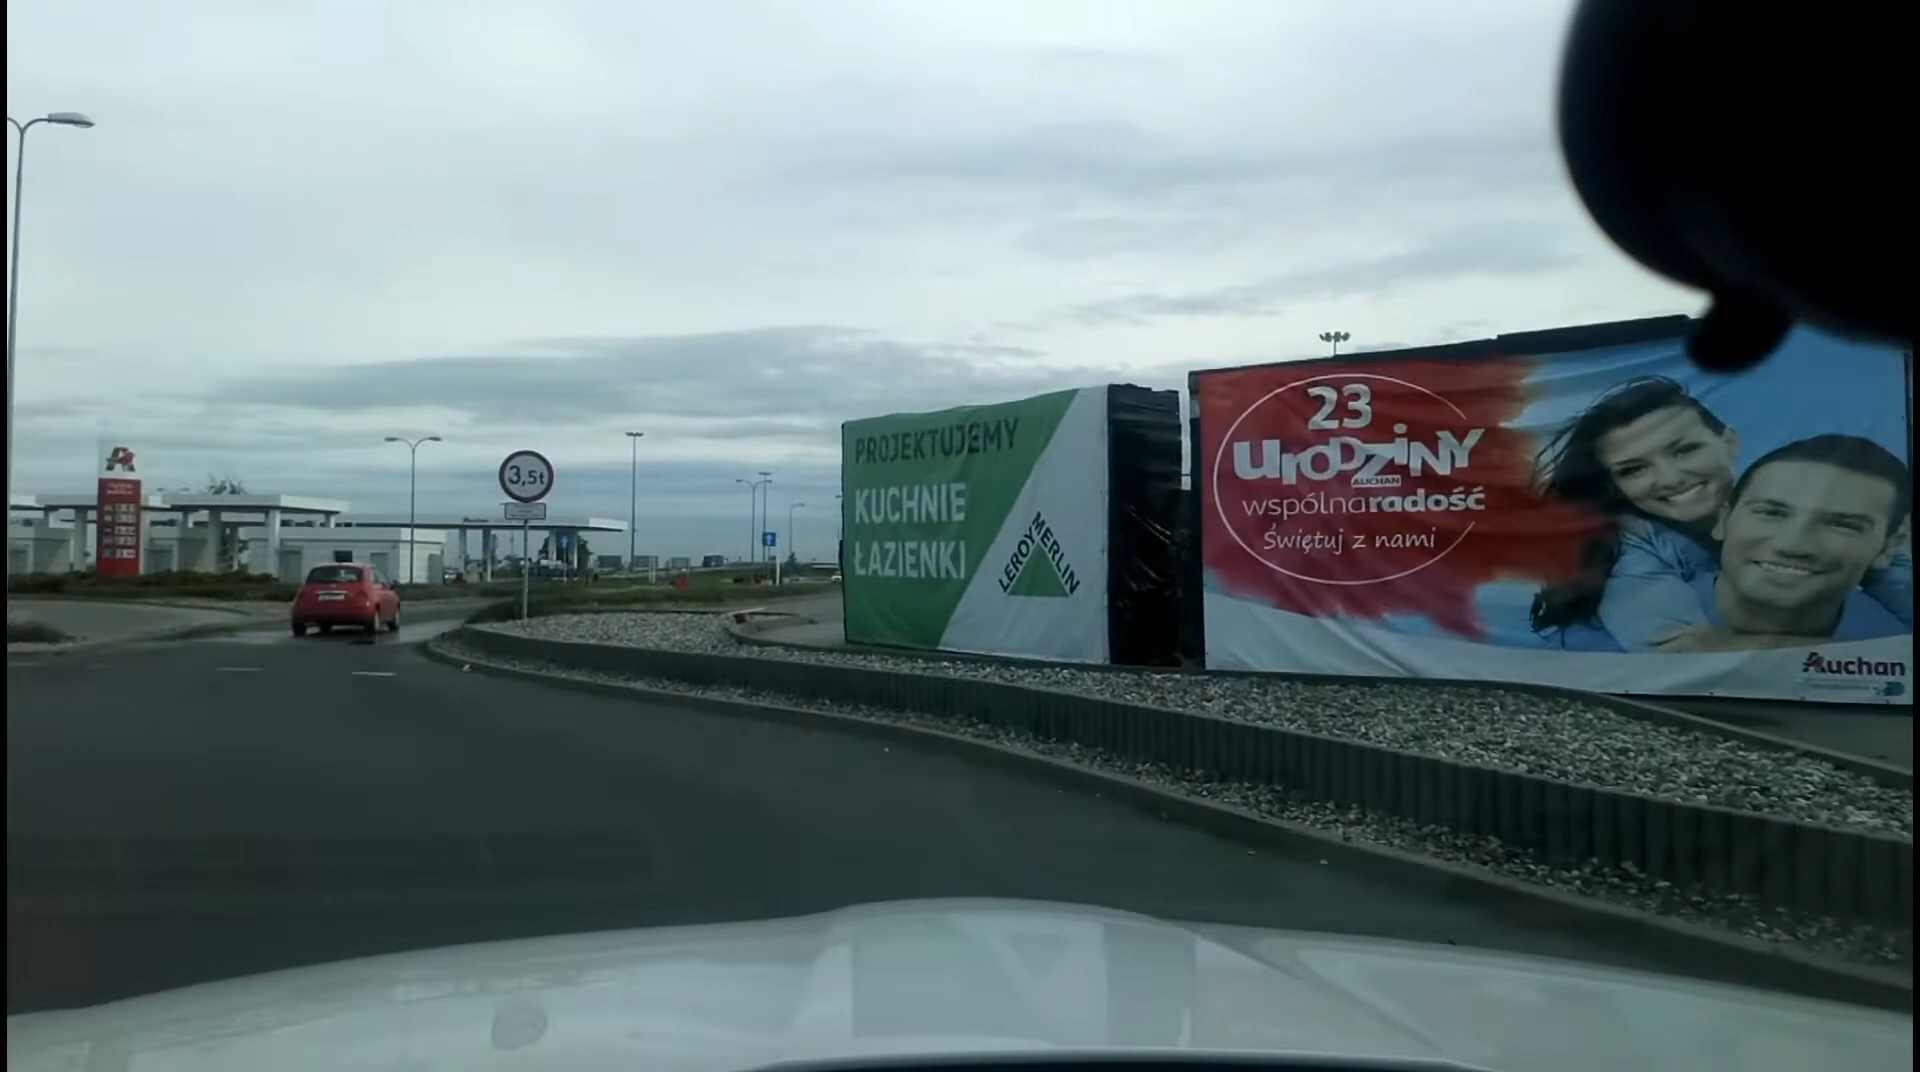 3,5t
PROJEKTUJEMY
KUCHNIE
ŁAZIENKI
LEROY MERLIN
23
urodziny
AUCHAN
wspólna radość
Świętuj z nami
Auchan